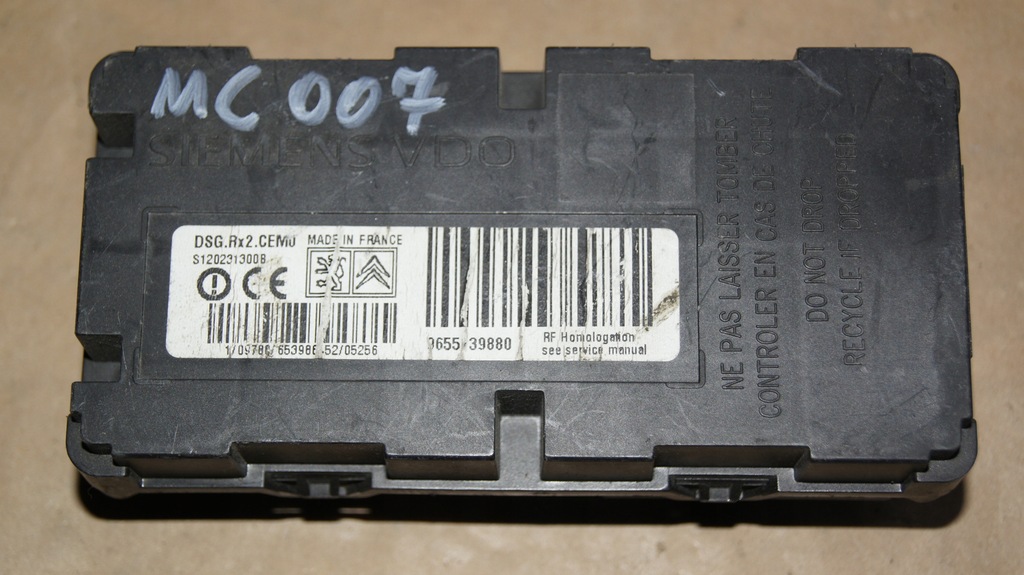 MC 007
SIEMENS VDO
DSG.Rx2.CEM0 MADE IN FRANCE
S120231300B
CE
39880
RF Homologation
see service manual
NE PAS LAISSER TOMBER
CONTROLER EN CAS DE CHUTE
DO NOT DROP
RECYCLE IF DROPPED